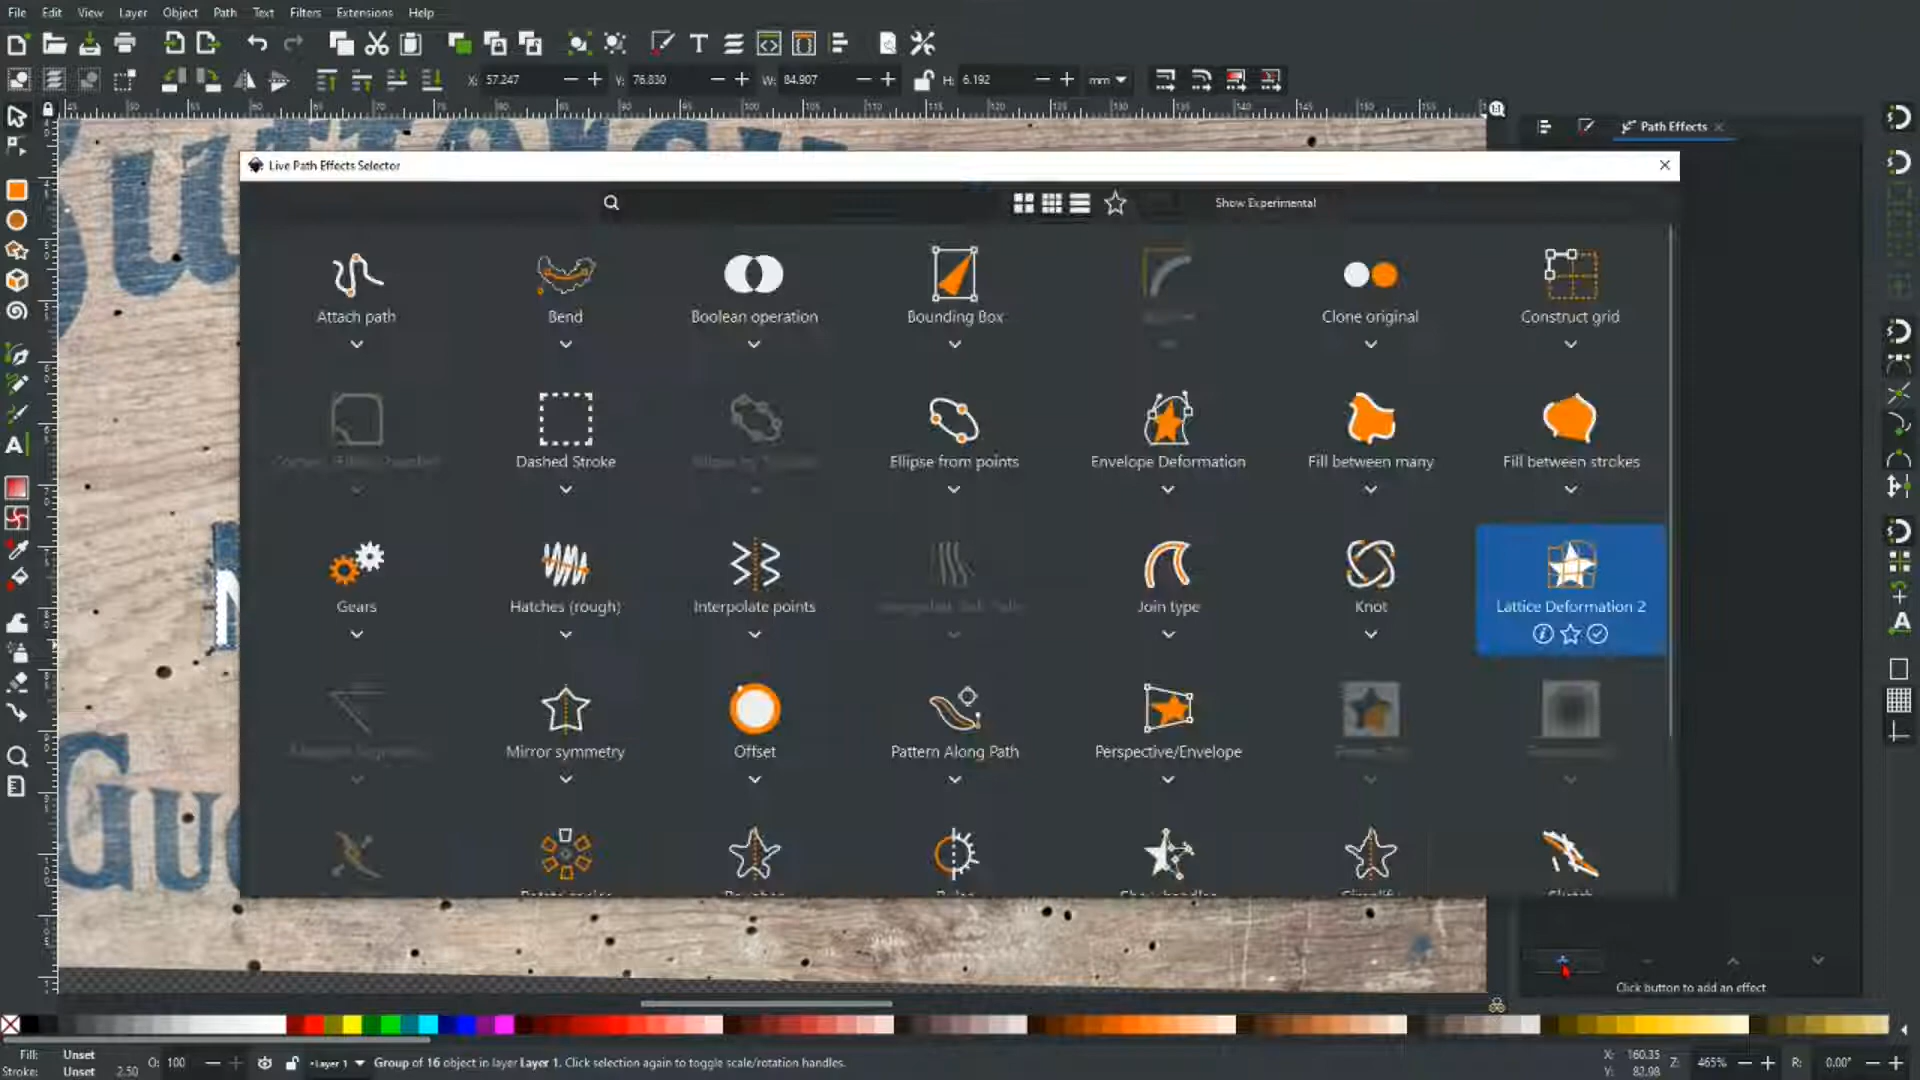 File Edit View Layer Object Path Text Filters Extensions Help
X: 57.247 Y: 76.830 W: 84.907 H: 6.192 mm
Path Effects
Live Path Effects Selector
Show Experimental
Attach path Bend Boolean operation Bounding Box Clone original Construct grid
Dashed Stroke Ellipse from points Envelope Deformation Fill between many Fill between strokes
Gears Hatches (rough) Interpolate points Join type Knot Lattice Deformation 2
Mirror symmetry Offset Pattern Along Path Perspective/Envelope
Click button to add an effect
Fill: Unset
Stroke: Unset 2.50
O: 100
Layer 1
Group of 16 object in layer Layer 1. Click selection again to toggle scale/rotation handles.
X: 160.35
Y: 82.98
Z: 465% R: 0.00°